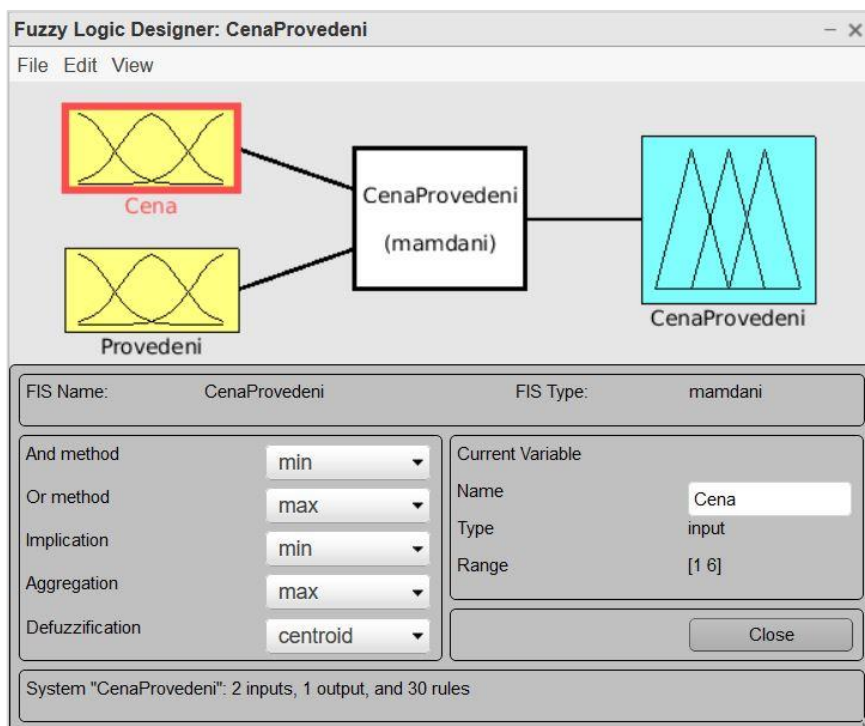 Fuzzy Logic Designer: CenaProvedeni
File Edit View
Cena
Provedeni
CenaProvedeni
(mamdani)
CenaProvedeni
FIS Name: CenaProvedeni FIS Type: mamdani
And method min
Or method max
Implication min
Aggregation max
Defuzzification centroid
Current Variable
Name Cena
Type input
Range [1 6]
Close
System "CenaProvedeni": 2 inputs, 1 output, and 30 rules